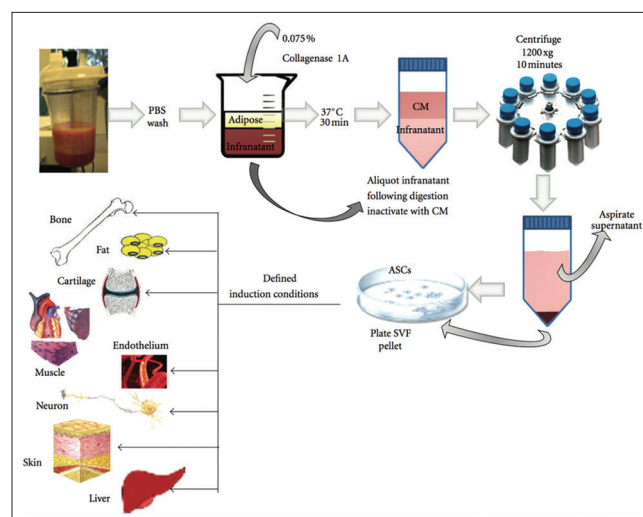 0.075%
Collagenase 1A
PBS
wash
Adipose
Infranatant
37°C
30 min
CM
Infranatant
Centrifuge
1200 xg
10 minutes
Aliquot infranatant
following digestion
inactivate with CM
Aspirate
supernatant
ASCs
Plate SVF
pellet
Defined
induction conditions
Bone
Fat
Cartilage
Muscle
Endothelium
Neuron
Skin
Liver